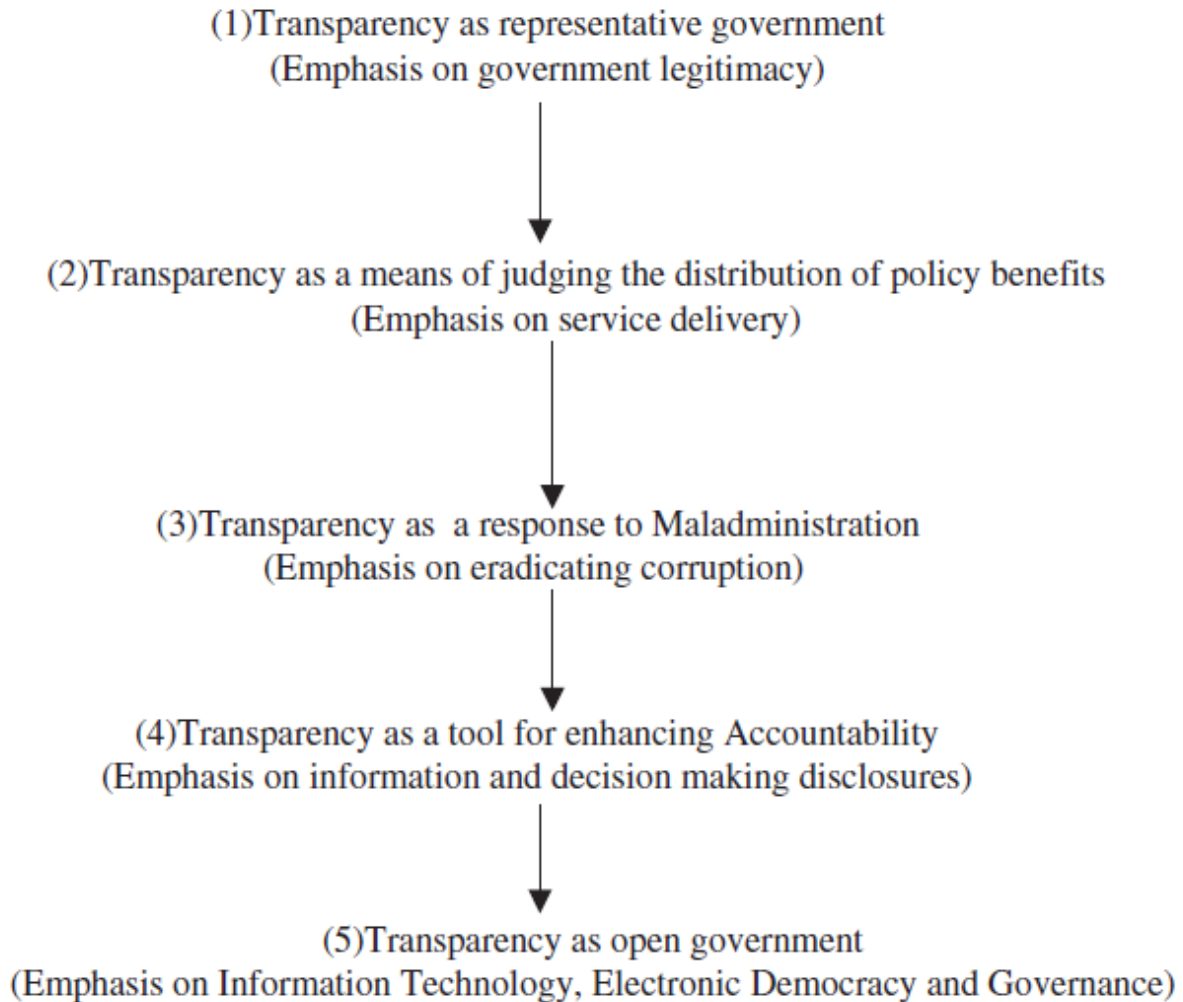 (1)Transparency as representative government
(Emphasis on government legitimacy)
(2)Transparency as a means of judging the distribution of policy benefits
(Emphasis on service delivery)
(3)Transparency as  a response to Maladministration
(Emphasis on eradicating corruption)
(4)Transparency as a tool for enhancing Accountability
(Emphasis on information and decision making disclosures)
(5)Transparency as open government
(Emphasis on Information Technology, Electronic Democracy and Governance)